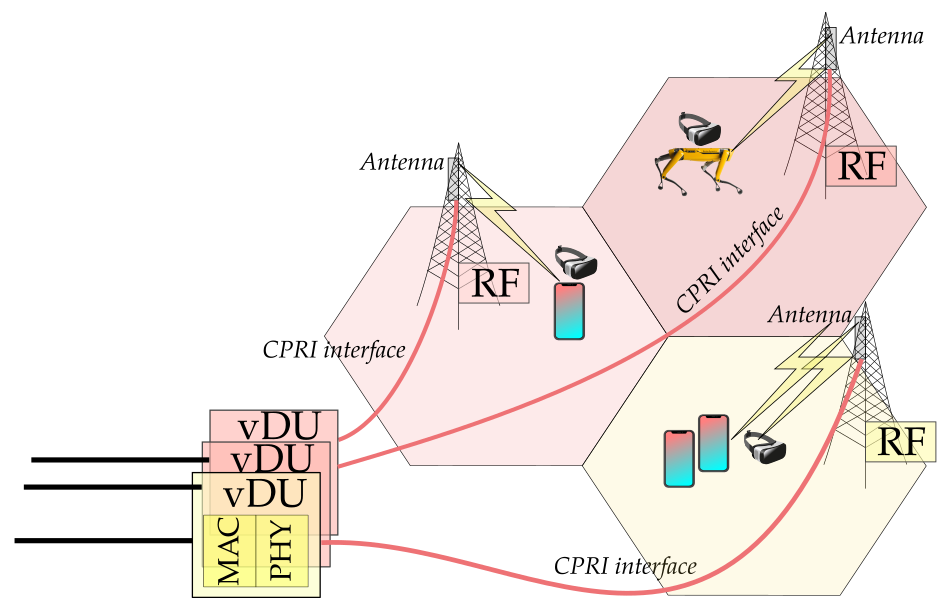 Antenna
RF
CPRI interface
Antenna
RF
CPRI interface
Antenna
RF
CPRI interface
vDU
vDU
vDU
MAC
PHY